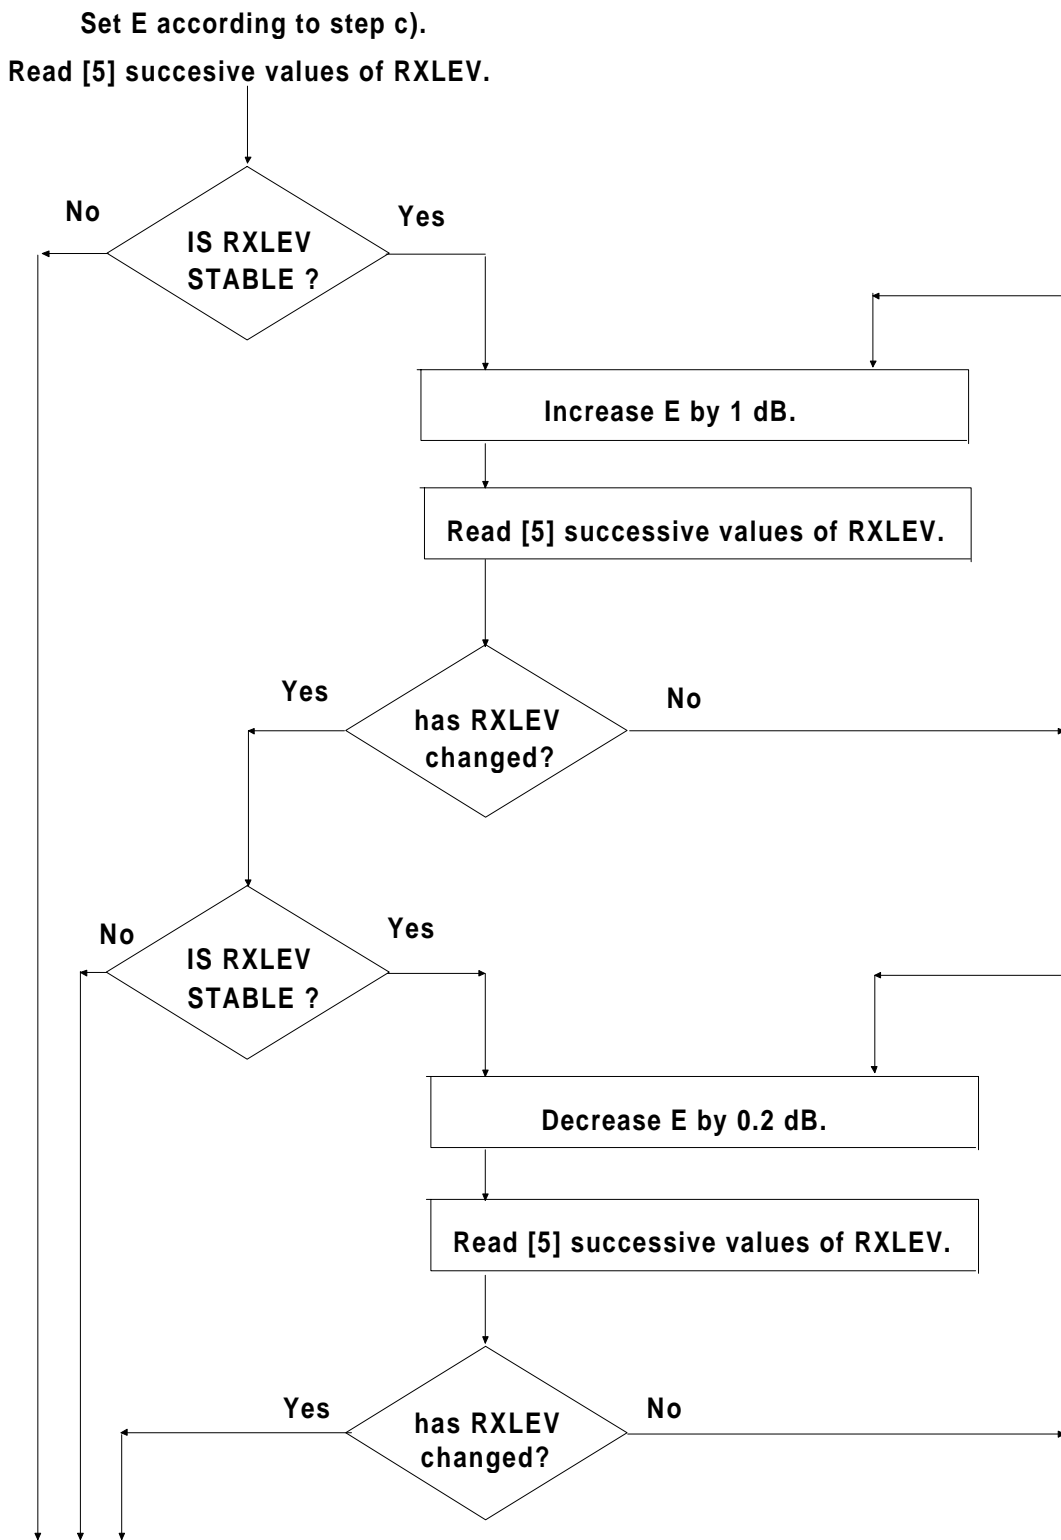 Set E according to step c).
Read [5] succesive values of RXLEV.
No
Yes
IS RXLEV
STABLE ?
Increase E by 1 dB.
Read [5] successive values of RXLEV.
Yes
No
has RXLEV
changed?
No
Yes
IS RXLEV
STABLE ?
Decrease E by 0.2 dB.
Read [5] successive values of RXLEV.
Yes
No
has RXLEV
changed?